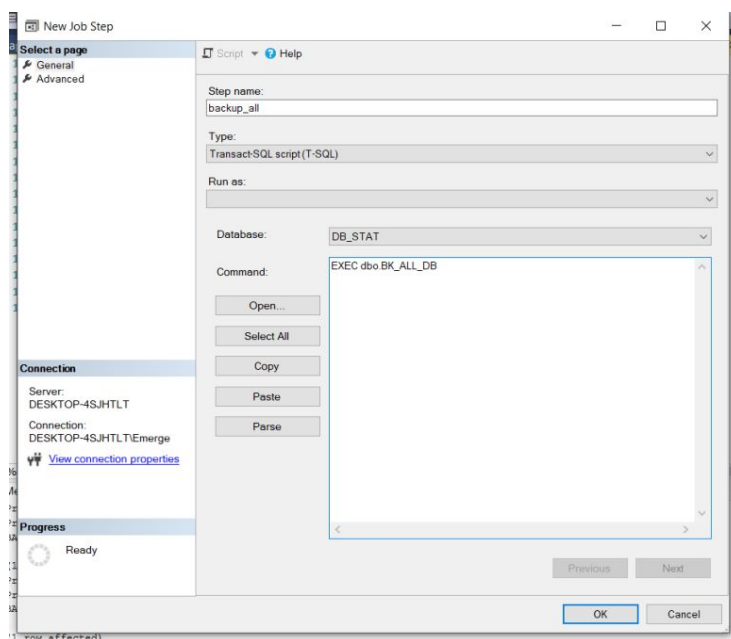 New Job Step
Select a page
General
Advanced
Script
Help
Step name:
backup_all
Type:
Transact-SQL script (T-SQL)
Run as:
Database:
DB_STAT
Command:
EXEC dbo.BK_ALL_DB
Open...
Select All
Copy
Paste
Parse
Connection
Server:
DESKTOP-4SJHTLT
Connection:
DESKTOP-4SJHTLT\Emerge
View connection properties
Progress
Ready
Previous
Next
OK
Cancel
row affected)